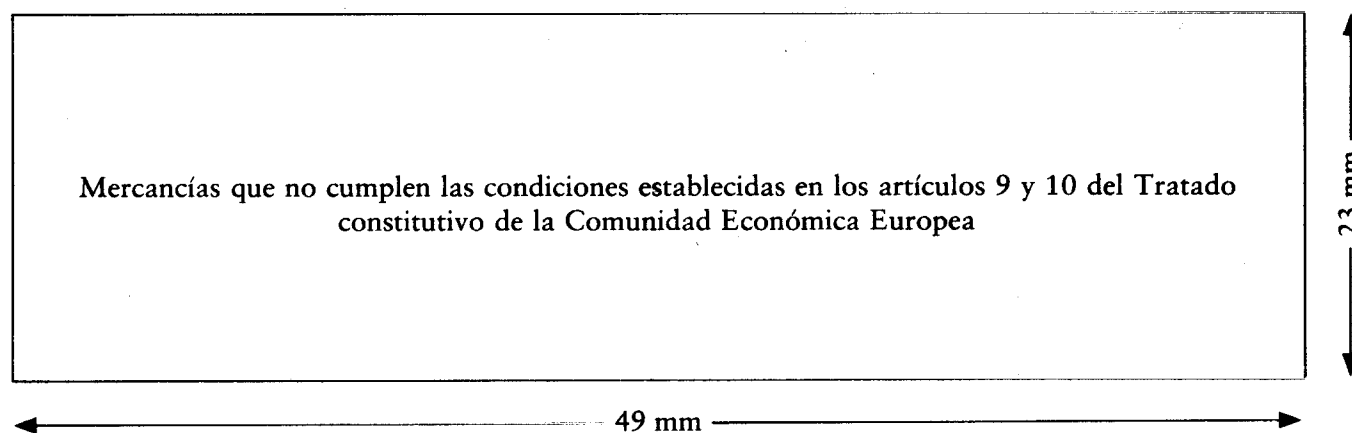 Mercancías que no cumplen las condiciones establecidas en los artículos 9 y 10 del Tratado
constitutivo de la Comunidad Económica Europea
23 mm
49 mm